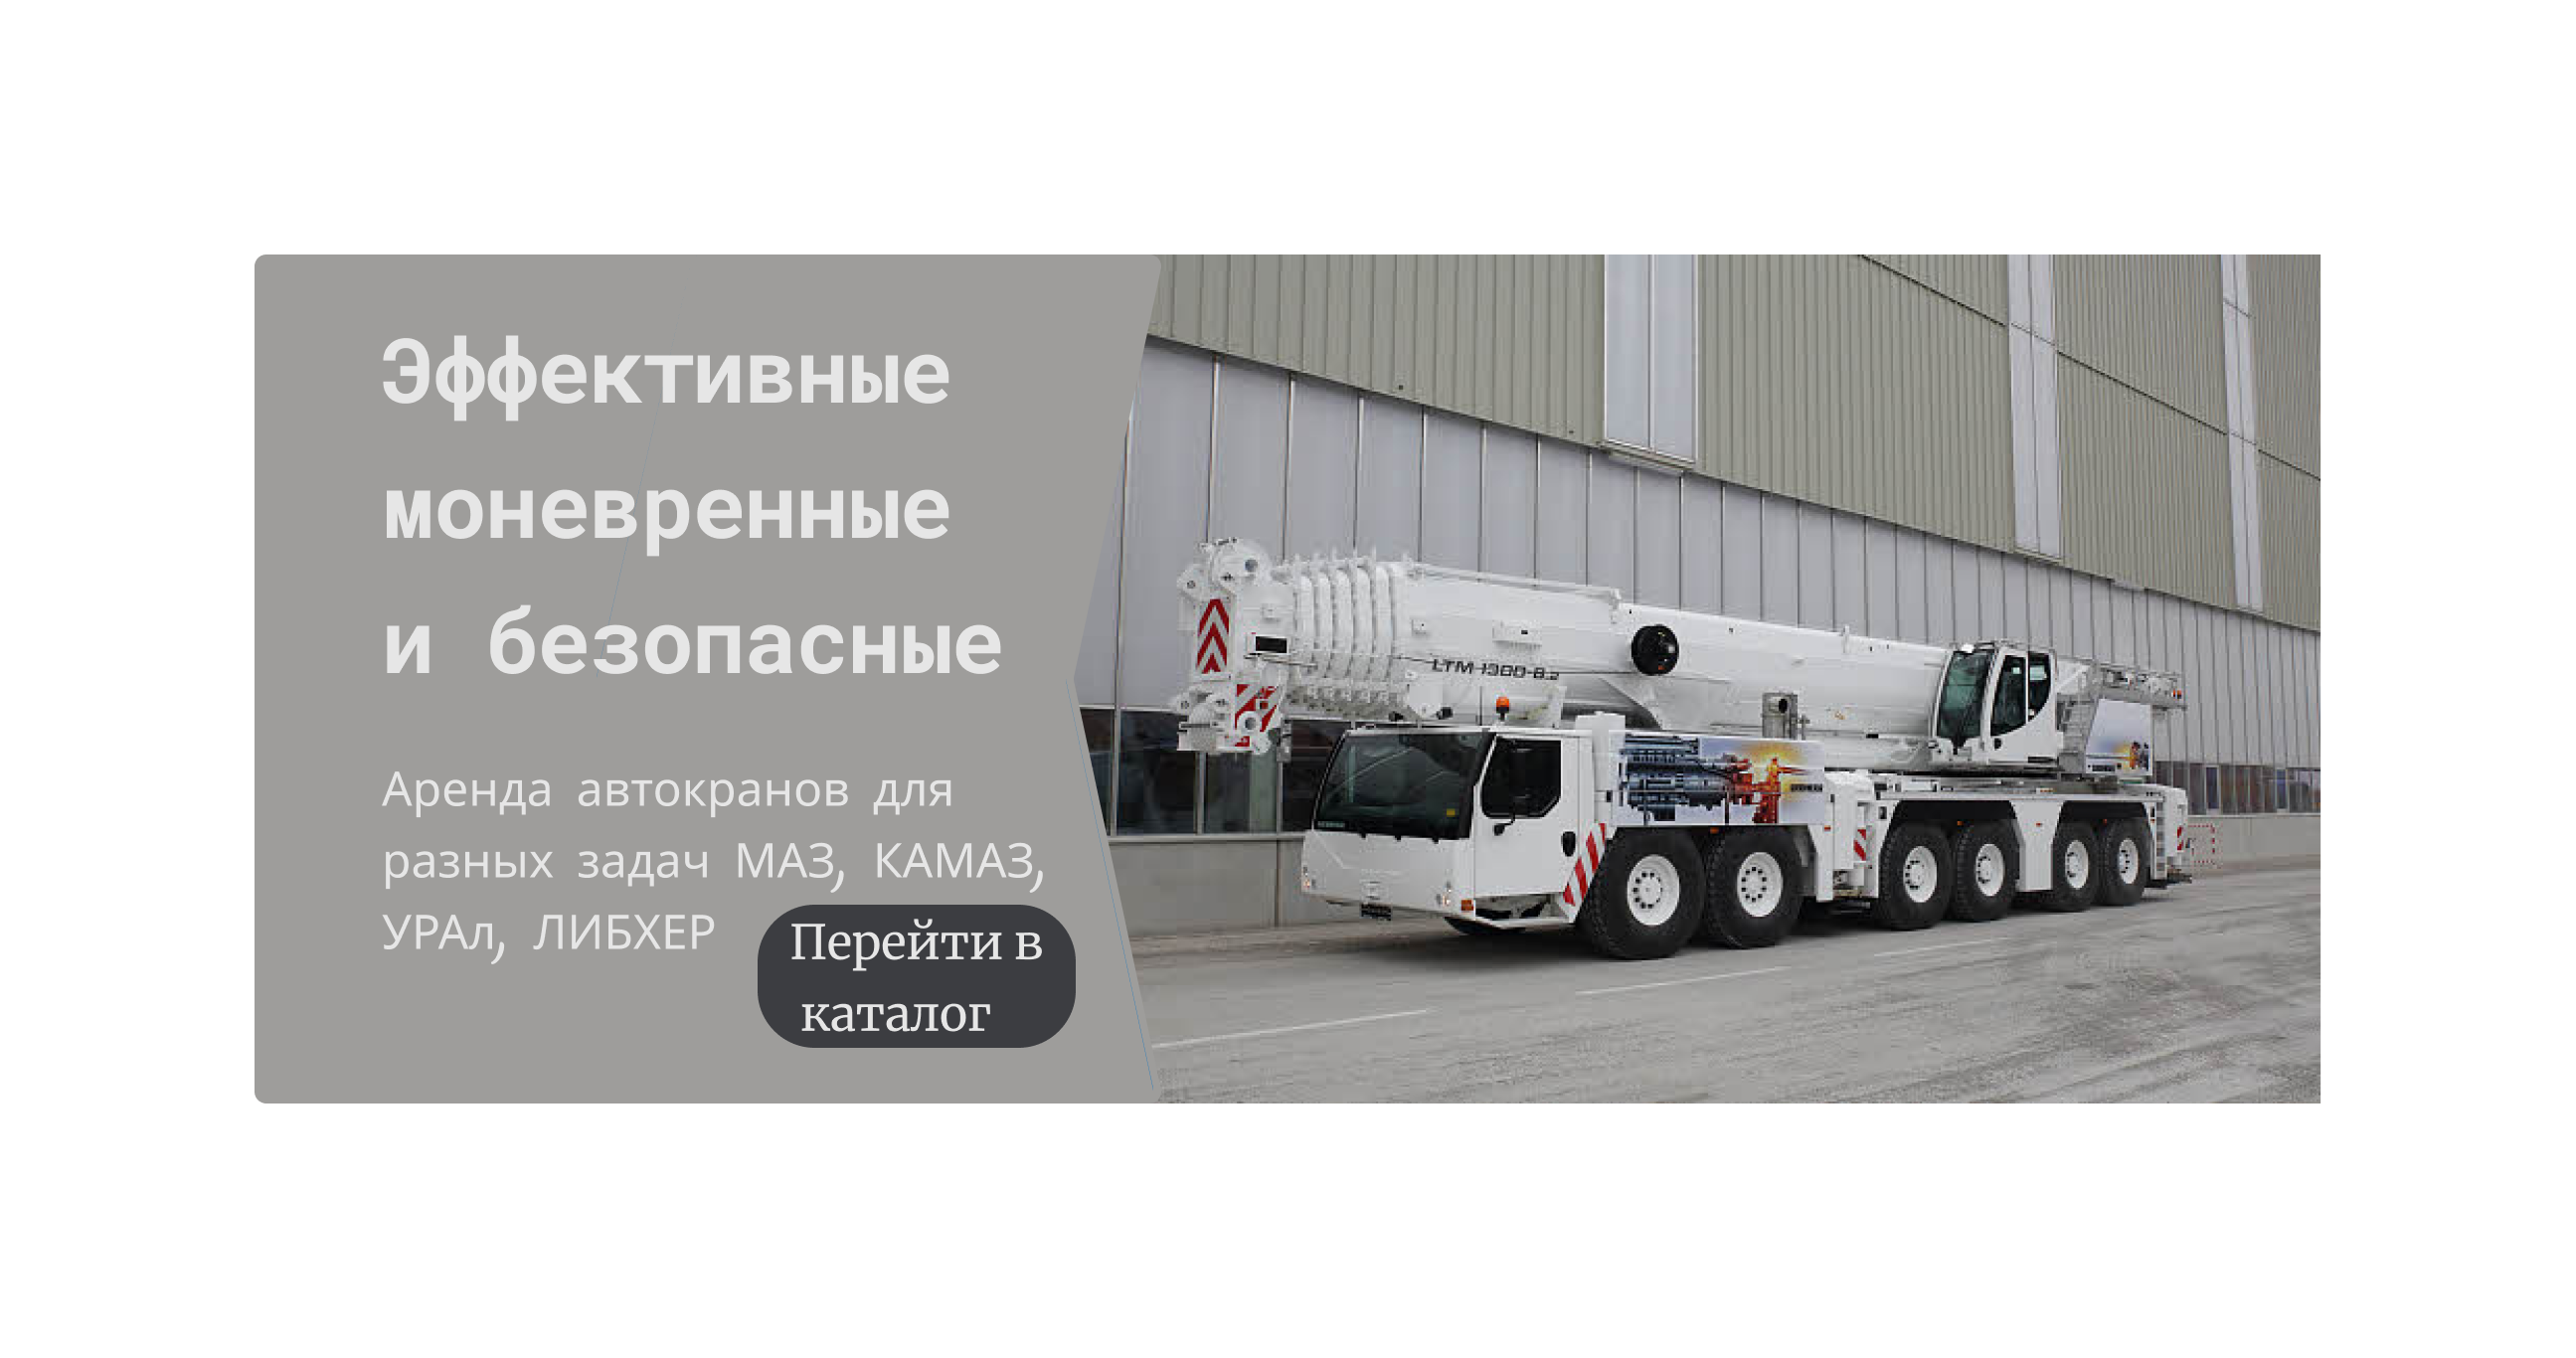 Эффективные
моневренные
и безопасные
Аренда автокранов для
разных задач МАЗ, КАМАЗ,
УРАл, ЛИБХЕР
Перейти в
каталог
LTM 1300-6.2